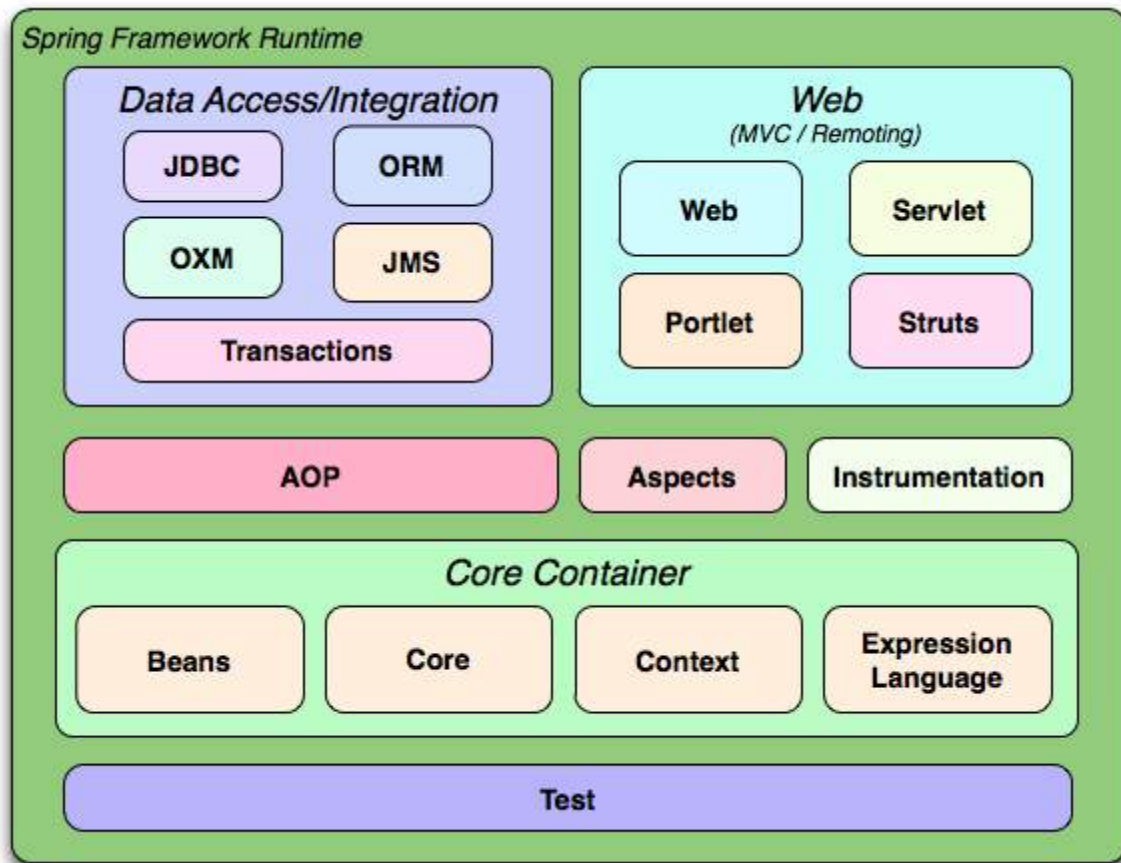 Spring Framework Runtime
Data Access/Integration
JDBC
ORM
OXM
JMS
Transactions
Web
(MVC / Remoting)
Web
Servlet
Portlet
Struts
AOP
Aspects
Instrumentation
Core Container
Beans
Core
Context
Expression
Language
Test